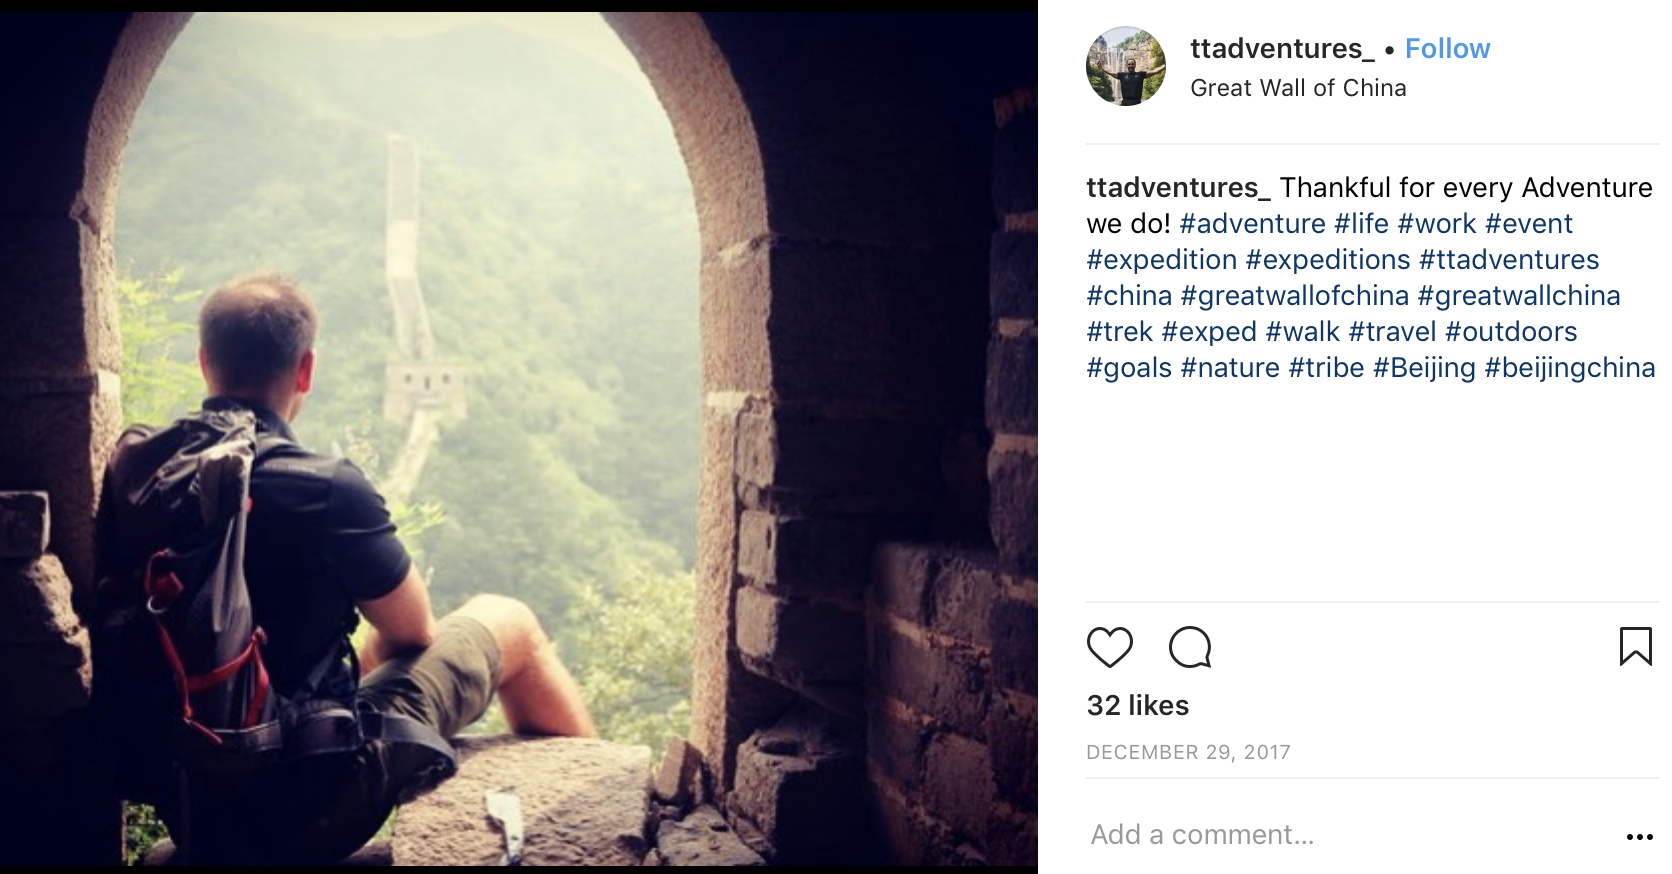 ttadventures_ • Follow
Great Wall of China
ttadventures_ Thankful for every Adventure
we do! #adventure #life #work #event
#expedition #expeditions #ttadventures
#china #greatwallofchina #greatwallchina
#trek #exped #walk #travel #outdoors
#goals #nature #tribe #Beijing #beijingchina
32 likes
DECEMBER 29, 2017
Add a comment...